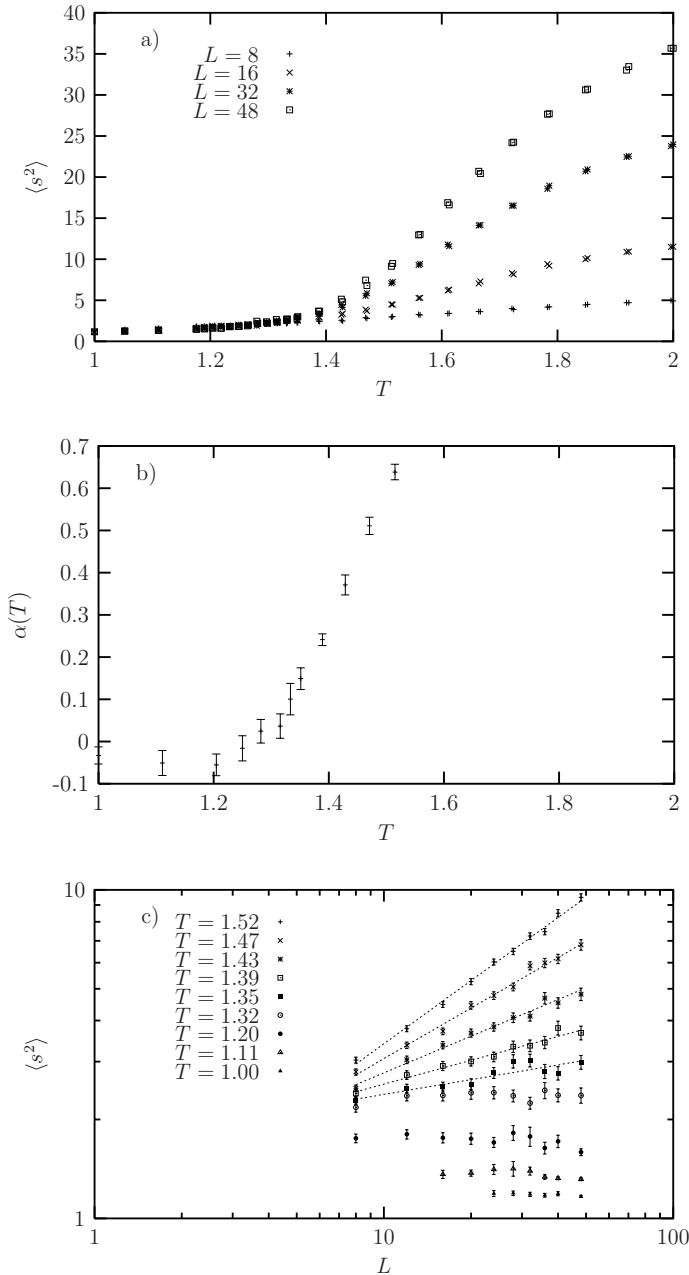 a)
L = 8
L = 16
L = 32
L = 48
⟨s²⟩
40
35
30
25
20
15
10
5
0
1 1.2 1.4 1.6 1.8 2
T
b)
α(T)
0.7
0.6
0.5
0.4
0.3
0.2
0.1
0
-0.1
1 1.2 1.4 1.6 1.8 2
T
c)
T = 1.52
T = 1.47
T = 1.43
T = 1.39
T = 1.35
T = 1.32
T = 1.20
T = 1.11
T = 1.00
⟨s²⟩
10
1
1 10 100
L